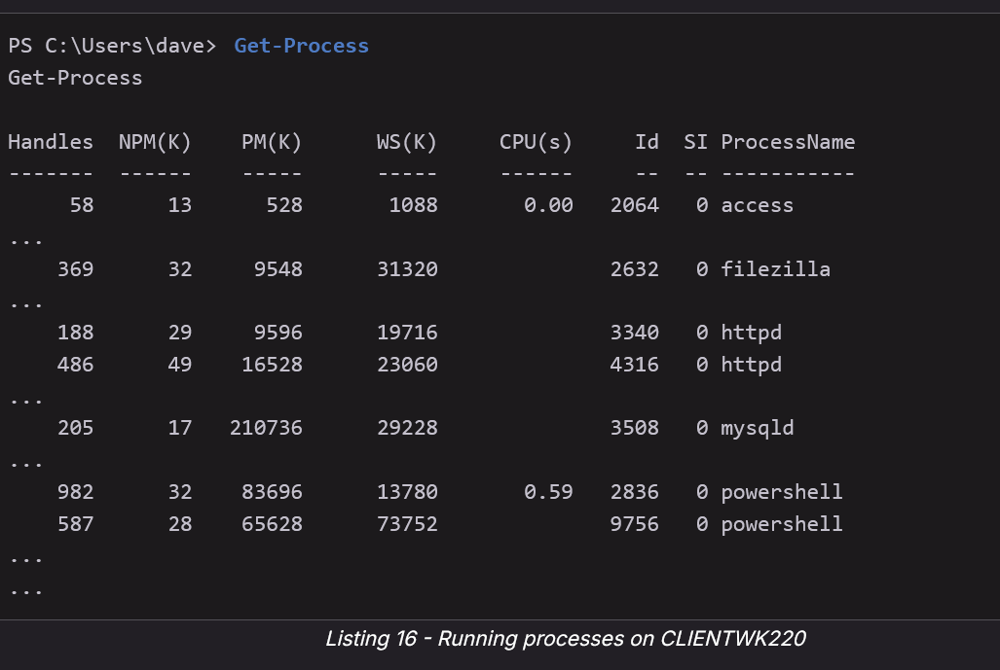 PS C:\Users\dave> Get-Process
Get-Process
Handles  NPM(K)    PM(K)      WS(K)     CPU(s)     Id  SI ProcessName
-------  ------    -----      -----     ------     --  -- -----------
     58      13      528       1088       0.00   2064   0 access
...
    369      32     9548      31320              2632   0 filezilla
...
    188      29     9596      19716              3340   0 httpd
    486      49    16528      23060              4316   0 httpd
...
    205      17   210736      29228              3508   0 mysqld
...
    982      32    83696      13780       0.59   2836   0 powershell
    587      28    65628      73752              9756   0 powershell
...
...
Listing 16 - Running processes on CLIENTWK220